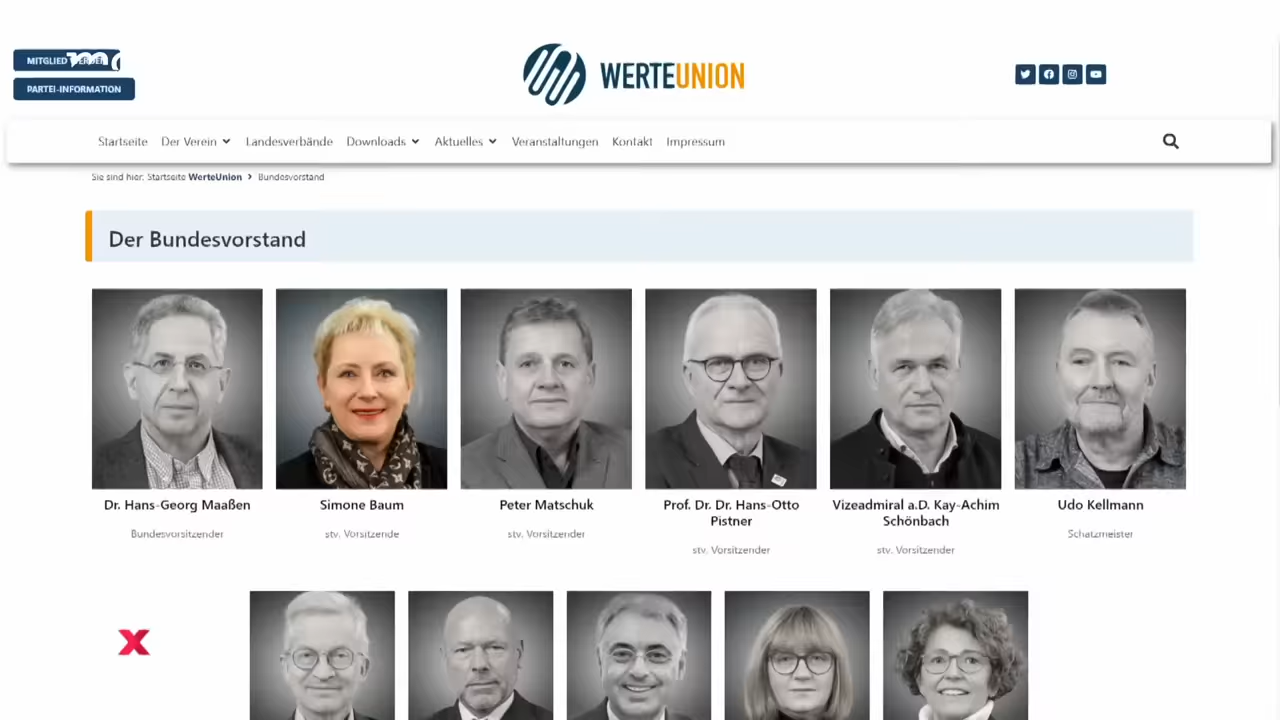 MITGLIED WERDEN
PARTEI-INFORMATION
WERTEUNION
Startseite Der Verein Landesverbände Downloads Aktuelles Veranstaltungen Kontakt Impressum
Sie sind hier: Startseite WerteUnion > Bundesvorstand
Der Bundesvorstand
Dr. Hans-Georg Maaßen
Bundesvorsitzender
Simone Baum
stv. Vorsitzende
Peter Matschuk
stv. Vorsitzender
Prof. Dr. Dr. Hans-Otto
Pistner
stv. Vorsitzender
Vizeadmiral a.D. Kay-Achim
Schönbach
stv. Vorsitzender
Udo Kellmann
Schatzmeister